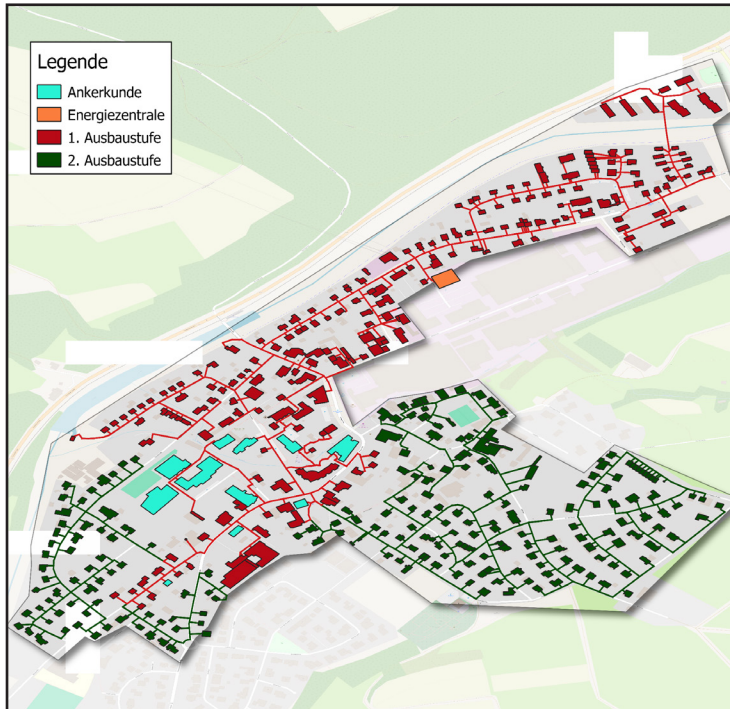 Legende
Ankerkunde
Energiezentrale
1. Ausbaustufe
2. Ausbaustufe